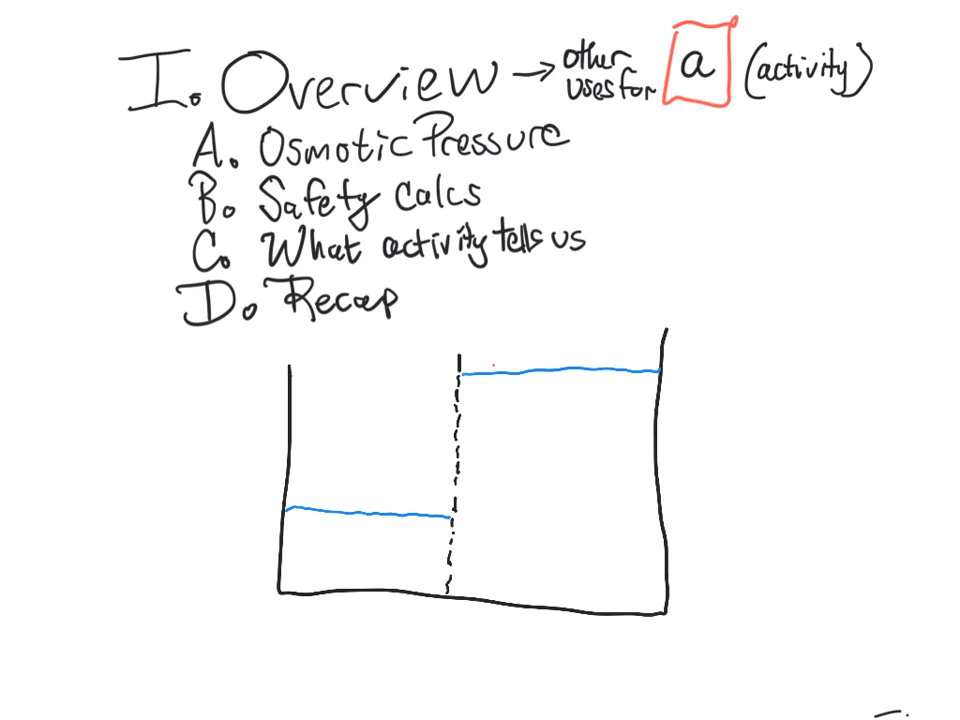 I. Overview → other uses for a (activity)
A. Osmotic Pressure
B. Safety Calcs
C. What activity tells us
D. Recap